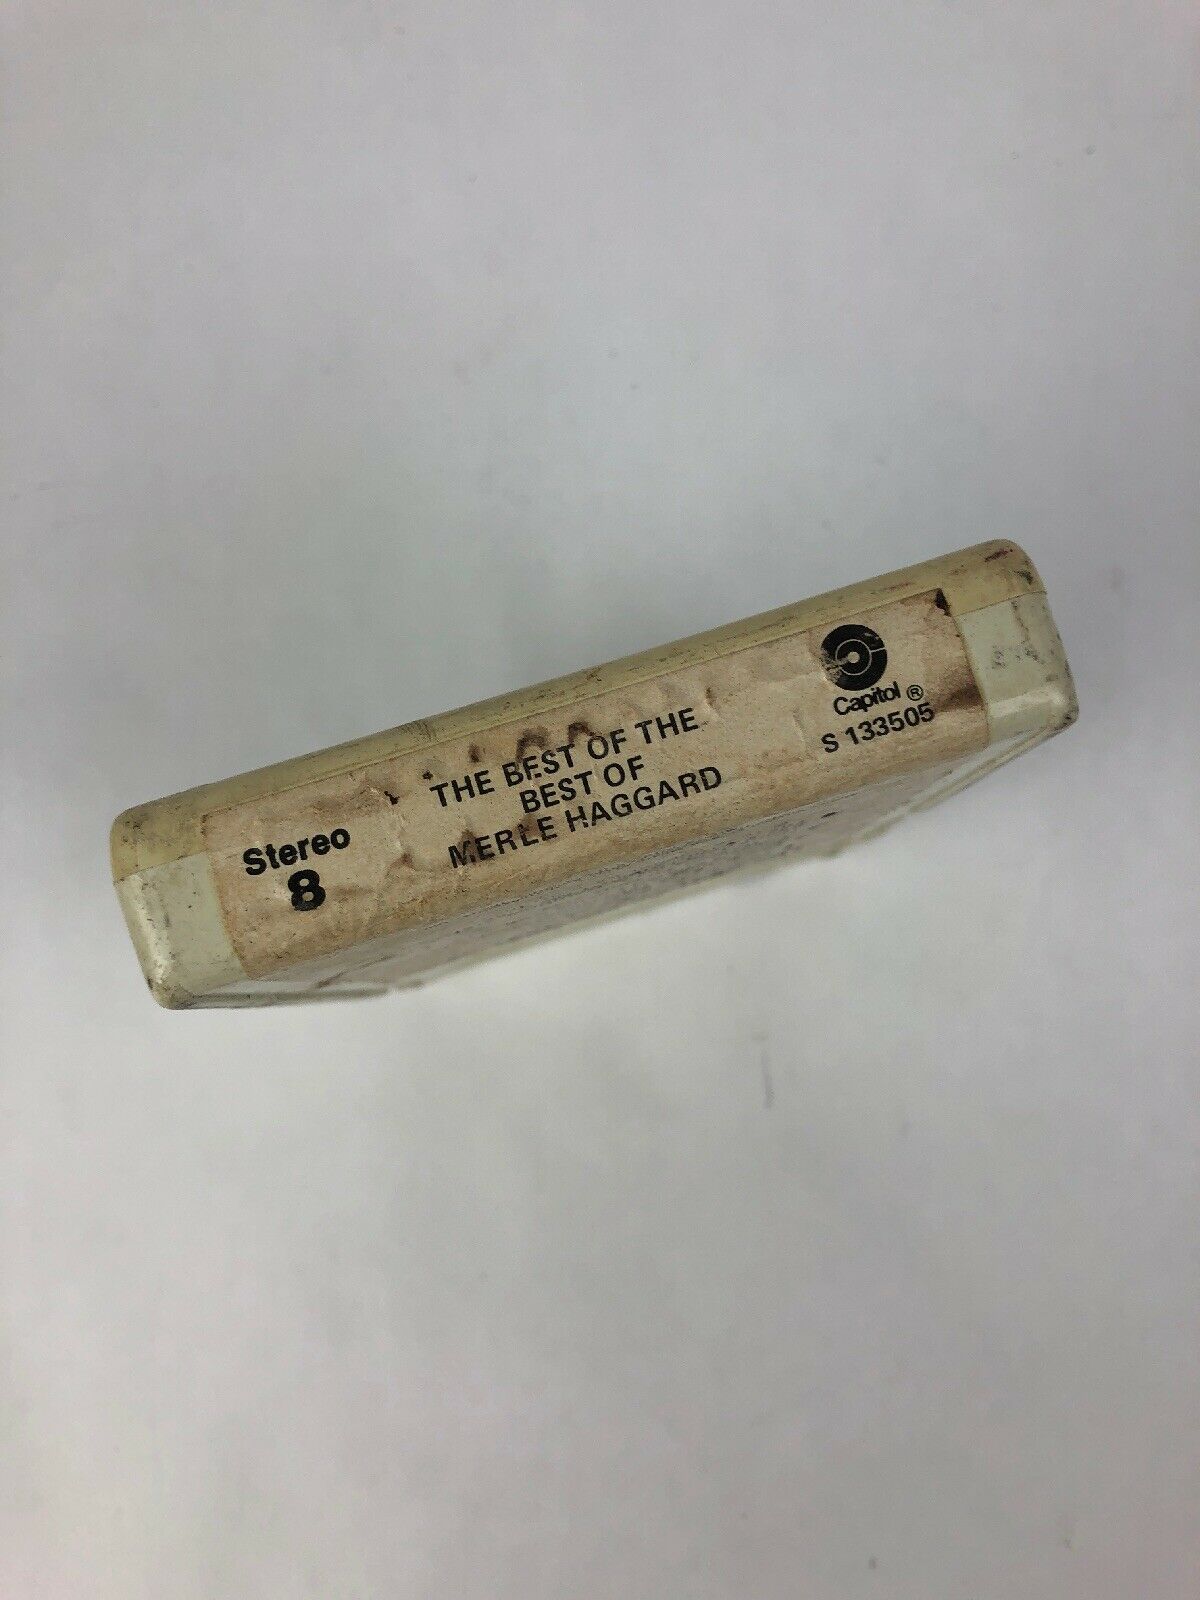 Stereo
8
THE BEST OF THE
BEST OF
MERLE HAGGARD
Capitol ®
S 133505